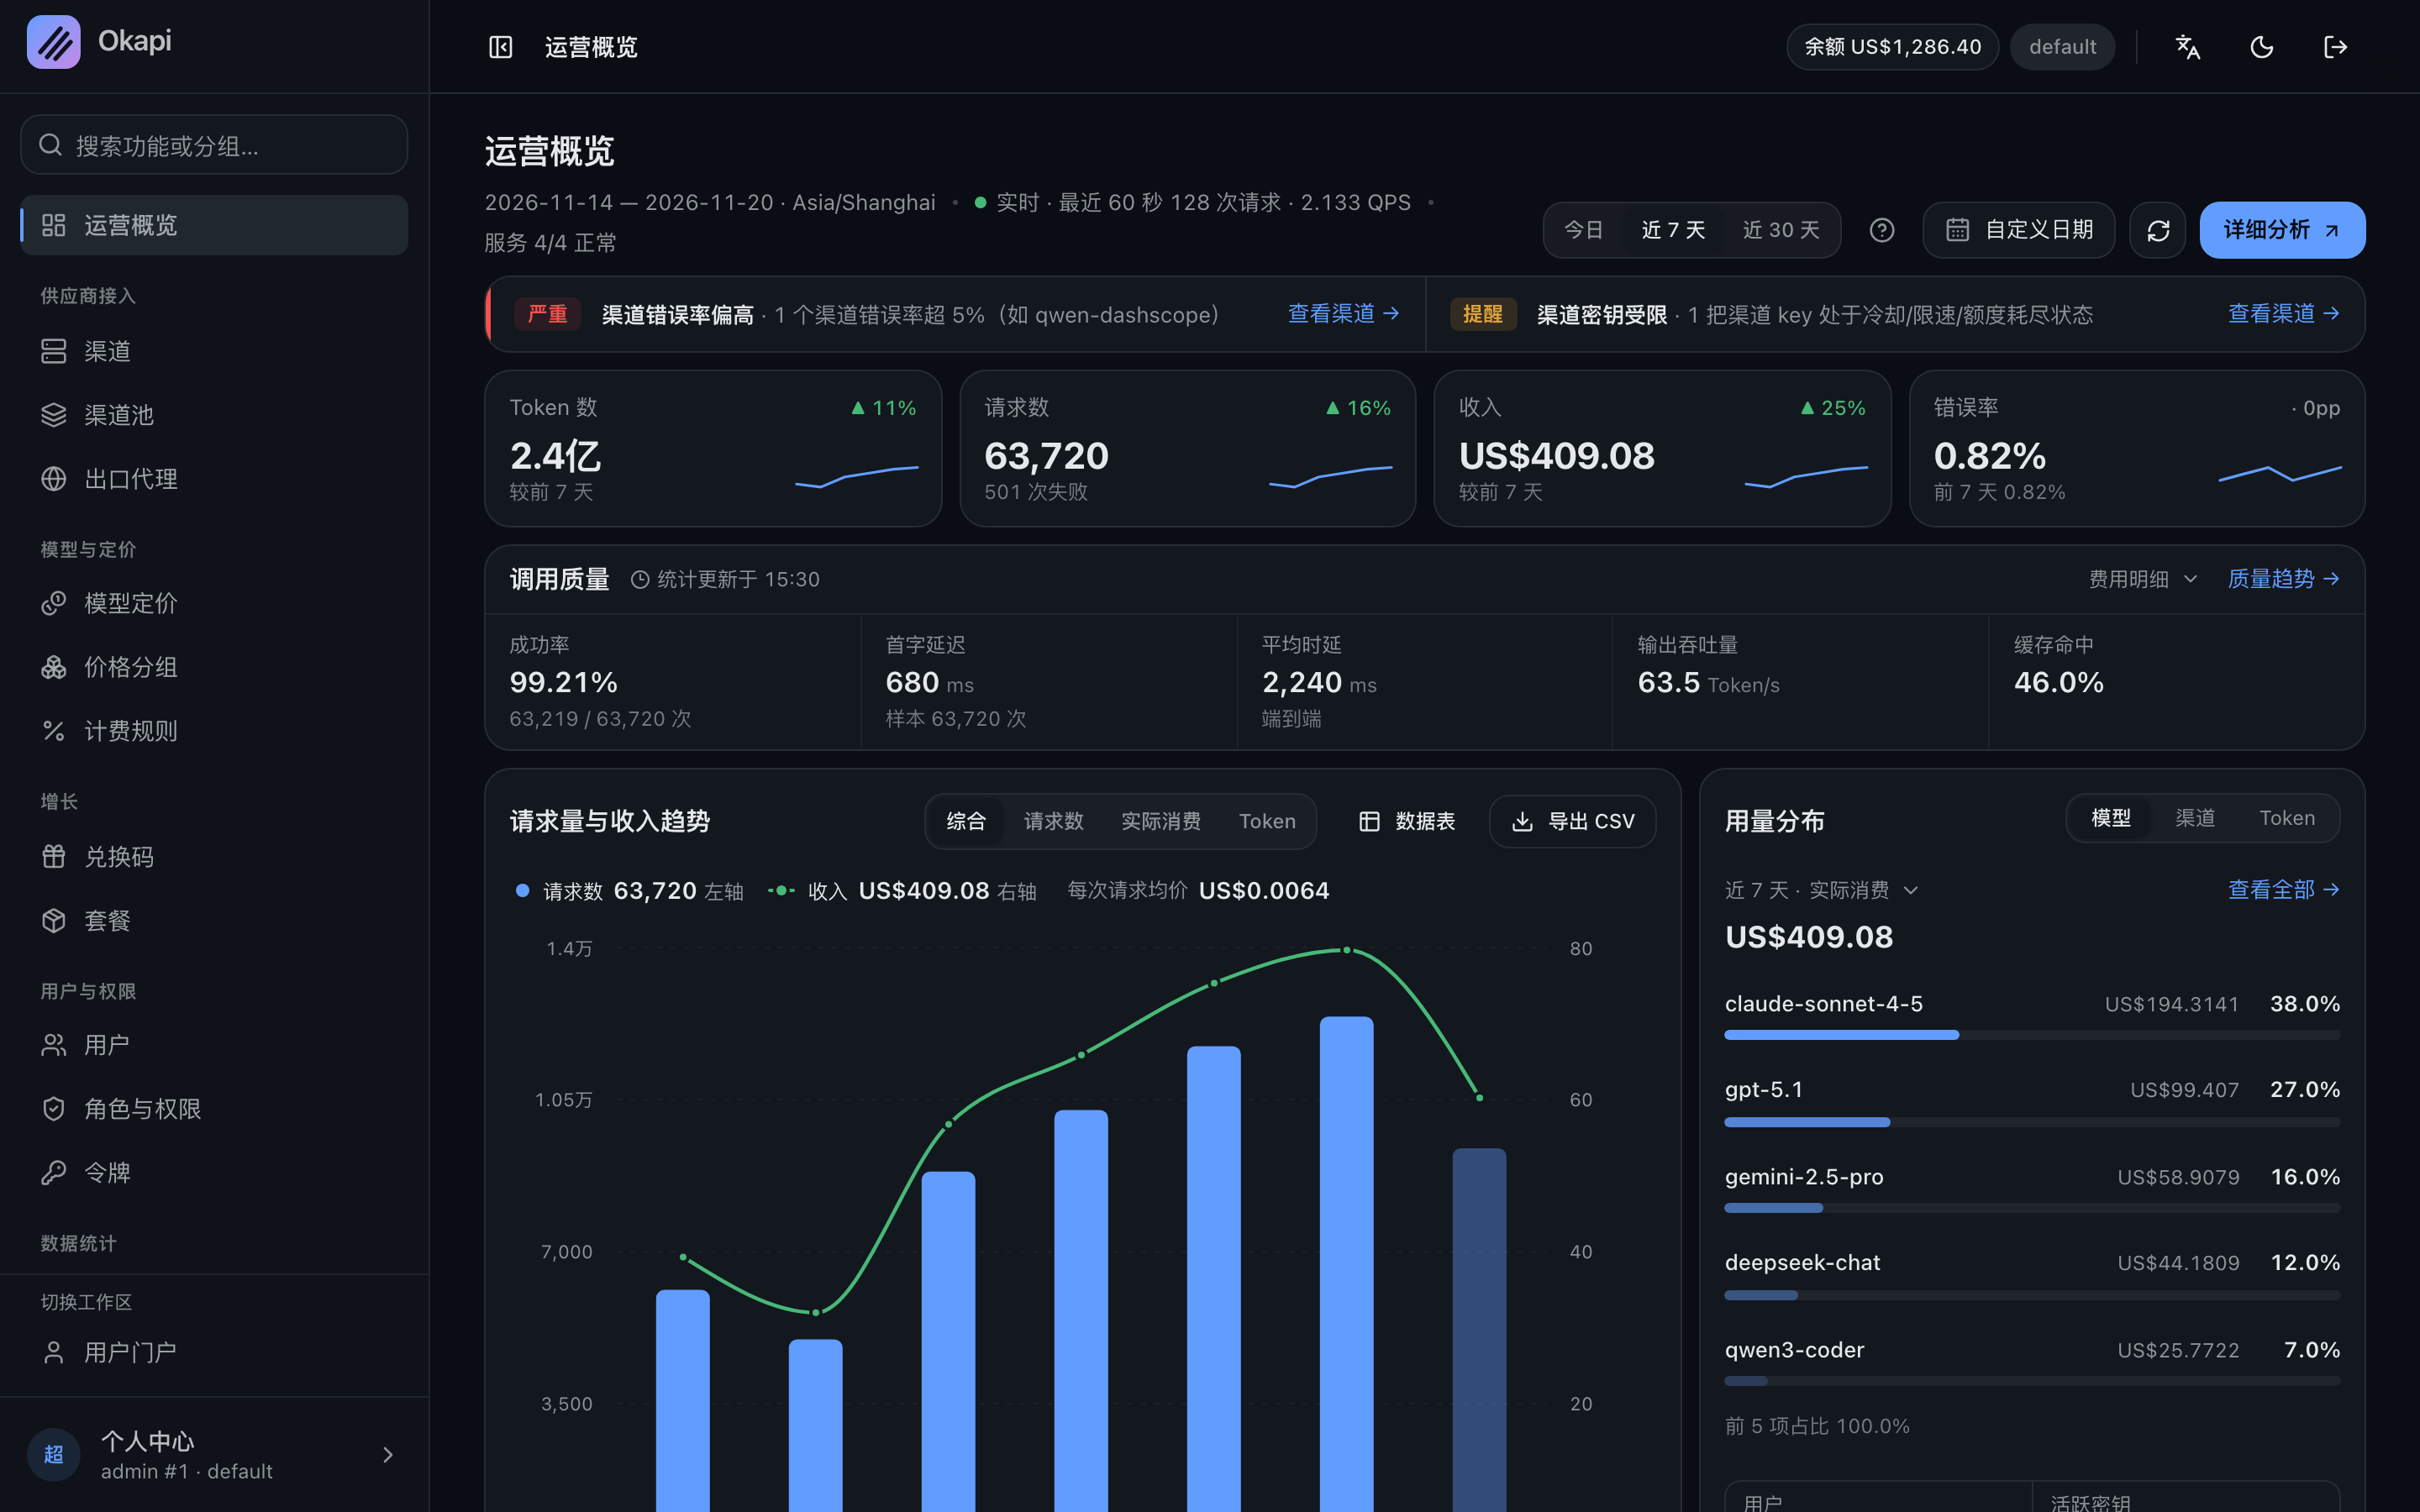 Okapi
搜索功能或分组...
运营概览
供应商接入
渠道
渠道池
出口代理
模型与定价
模型定价
价格分组
计费规则
增长
兑换码
套餐
用户与权限
用户
角色与权限
令牌
数据统计
切换工作区
用户门户
超
个人中心
admin #1 · default
运营概览
余额 US$1,286.40
default
运营概览
2026-11-14 — 2026-11-20 · Asia/Shanghai • 实时 · 最近 60 秒 128 次请求 · 2.133 QPS •
服务 4/4 正常
今日 近 7 天 近 30 天
自定义日期
详细分析
严重 渠道错误率偏高 · 1 个渠道错误率超 5%（如 qwen-dashscope） 查看渠道 →
提醒 渠道密钥受限 · 1 把渠道 key 处于冷却/限速/额度耗尽状态 查看渠道 →
Token 数 ▲ 11%
2.4亿
较前 7 天
请求数 ▲ 16%
63,720
501 次失败
收入 ▲ 25%
US$409.08
较前 7 天
错误率 · 0pp
0.82%
前 7 天 0.82%
调用质量 统计更新于 15:30 费用明细 质量趋势 →
成功率
99.21%
63,219 / 63,720 次
首字延迟
680 ms
样本 63,720 次
平均时延
2,240 ms
端到端
输出吞吐量
63.5 Token/s
缓存命中
46.0%
请求量与收入趋势 综合 请求数 实际消费 Token 数据表 导出 CSV
请求数 63,720 左轴 收入 US$409.08 右轴 每次请求均价 US$0.0064
1.4万 80
1.05万 60
7,000 40
3,500 20
用量分布 模型 渠道 Token
近 7 天 · 实际消费 查看全部 →
US$409.08
claude-sonnet-4-5 US$194.3141 38.0%
gpt-5.1 US$99.407 27.0%
gemini-2.5-pro US$58.9079 16.0%
deepseek-chat US$44.1809 12.0%
qwen3-coder US$25.7722 7.0%
前 5 项占比 100.0%
用户 活跃密钥